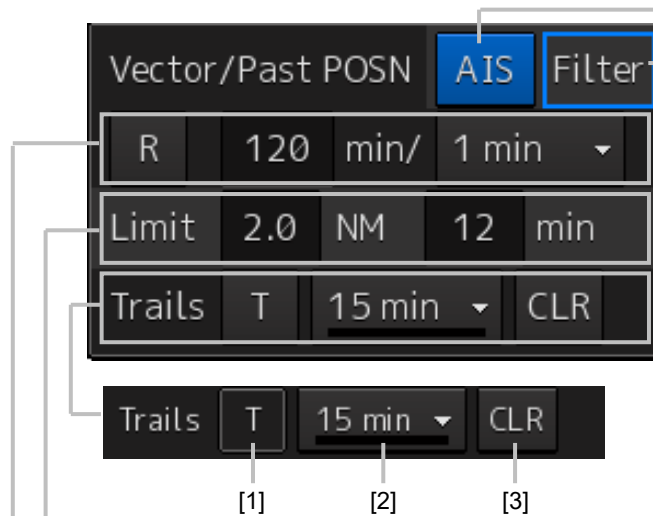 Vector/Past POSN AIS Filter
R 120 min/ 1 min
Limit 2.0 NM 12 min
Trails T 15 min CLR
Trails T 15 min CLR
[1] [2] [3]